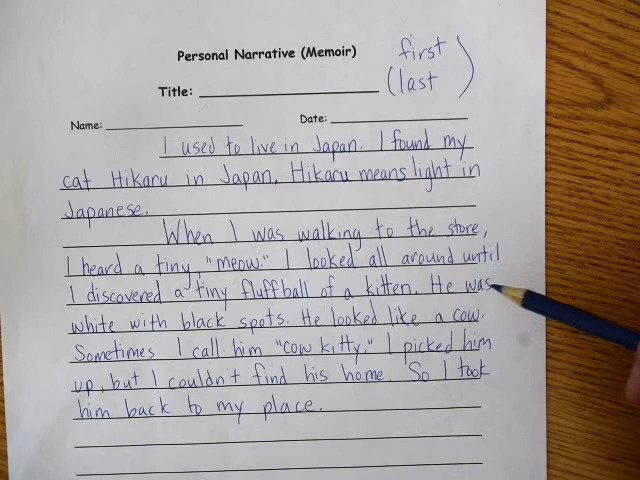 Personal Narrative (Memoir)
first
(last )
Title:
Name: Date:
I used to live in Japan. I found my
cat Hikaru in Japan. Hikaru means light in
Japanese.
When I was walking to the store,
I heard a tiny, "meow." I looked all around until
I discovered a tiny fluffball of a kitten. He was
white with black spots. He looked like a cow.
Sometimes I call him "cow kitty." I picked him
up, but I couldn't find his home. So I took
him back to my place.